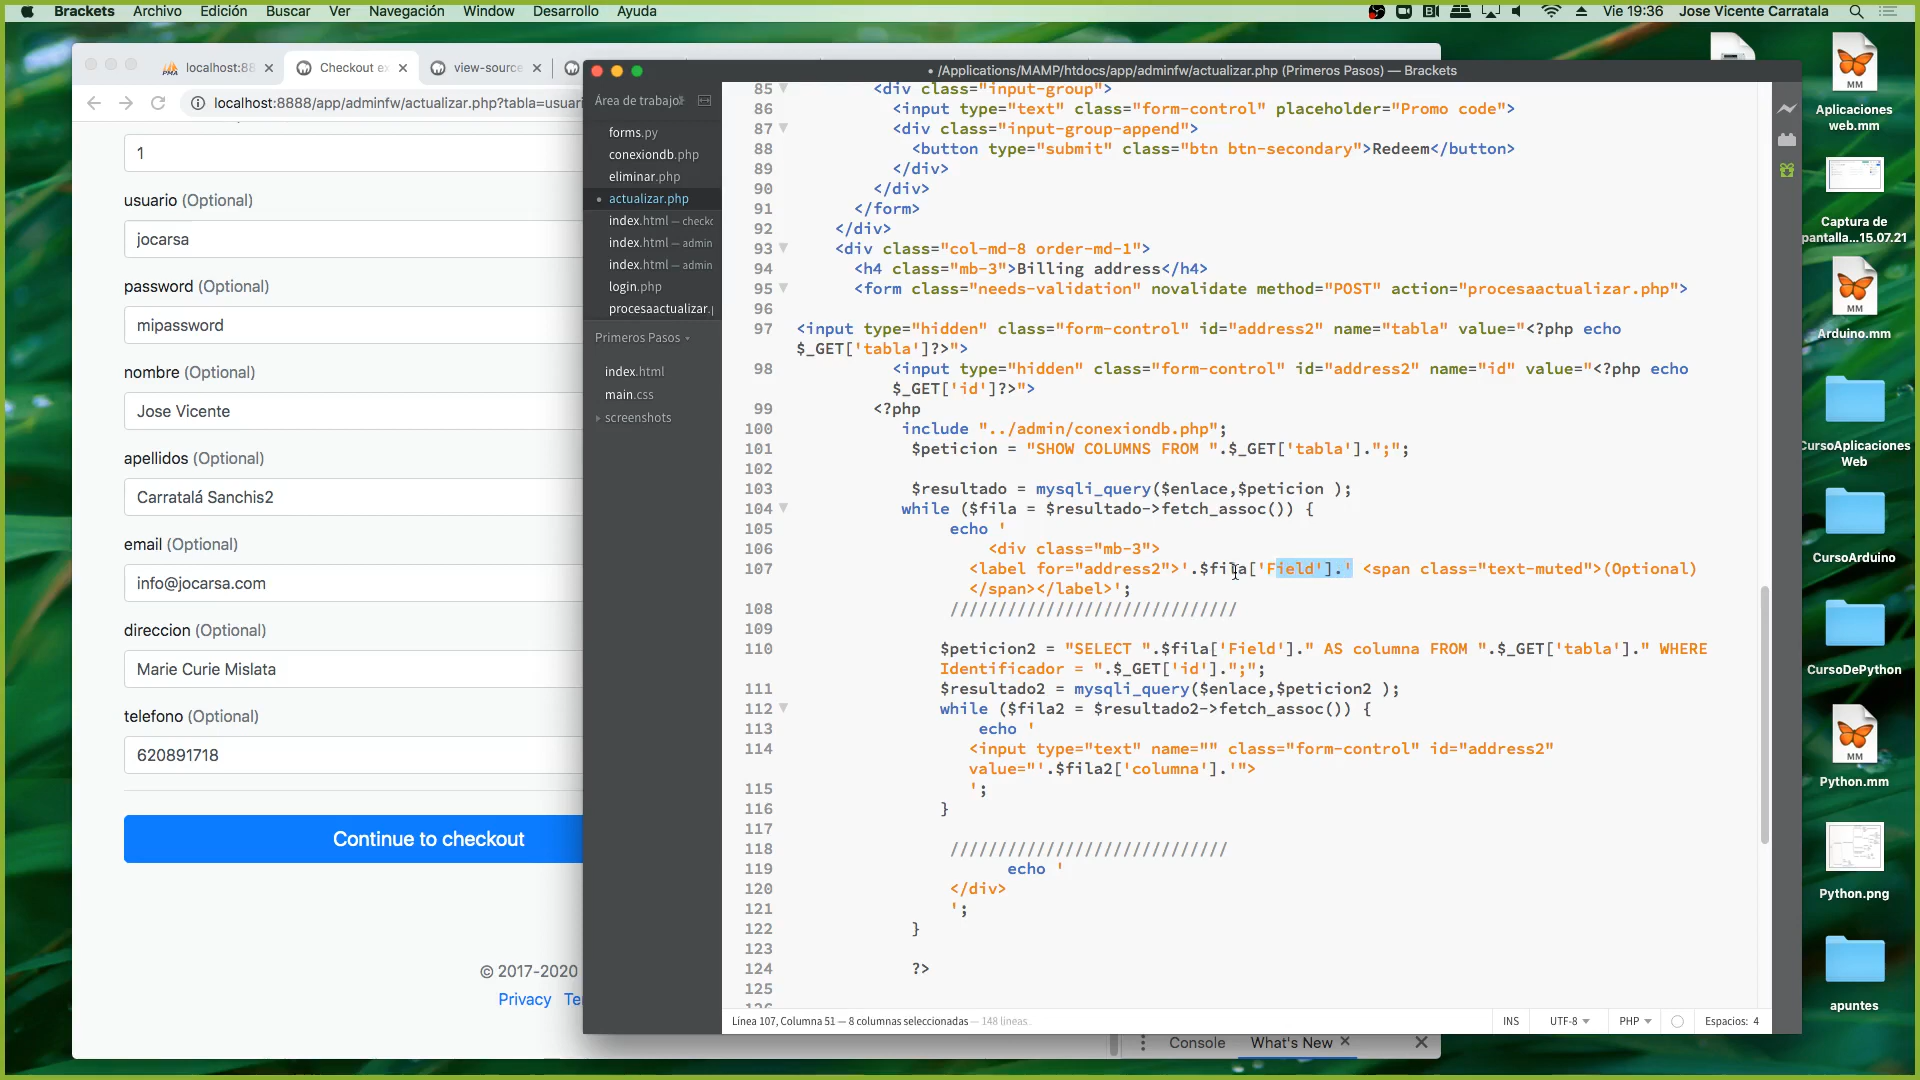 Brackets Archivo Edición Buscar Ver Navegación Window Desarrollo Ayuda Vie 19:36 Jose Vicente Carratala
localhost:88
Checkout ex
view-source
localhost:8888/app/adminfw/actualizar.php?tabla=usuari
1
usuario (Optional)
jocarsa
password (Optional)
mipassword
nombre (Optional)
Jose Vicente
apellidos (Optional)
Carratalá Sanchis2
email (Optional)
info@jocarsa.com
direccion (Optional)
Marie Curie Mislata
telefono (Optional)
620891718
Continue to checkout
© 2017-2020
Privacy Te
• /Applications/MAMP/htdocs/app/adminfw/actualizar.php (Primeros Pasos) — Brackets
Área de trabajo
forms.py
conexiondb.php
eliminar.php
actualizar.php
index.html — checkc
index.html — admin
index.html — admin
login.php
procesaactualizar.p
Primeros Pasos
index.html
main.css
screenshots
85 <div class="input-group">
86 <input type="text" class="form-control" placeholder="Promo code">
87 <div class="input-group-append">
88 <button type="submit" class="btn btn-secondary">Redeem</button>
89 </div>
90 </div>
91 </form>
92 </div>
93 <div class="col-md-8 order-md-1">
94 <h4 class="mb-3">Billing address</h4>
95 <form class="needs-validation" novalidate method="POST" action="procesaactualizar.php">
96
97 <input type="hidden" class="form-control" id="address2" name="tabla" value="<?php echo
$_GET['tabla']?>">
98 <input type="hidden" class="form-control" id="address2" name="id" value="<?php echo
$_GET['id']?>">
99 <?php
100 include "../admin/conexiondb.php";
101 $peticion = "SHOW COLUMNS FROM ".$_GET['tabla'].";";
102
103 $resultado = mysqli_query($enlace,$peticion );
104 while ($fila = $resultado->fetch_assoc()) {
105 echo '
106 <div class="mb-3">
107 <label for="address2">'.$fila['Field'].' <span class="text-muted">(Optional)
</span></label>';
108 //////////////////////////////
109
110 $peticion2 = "SELECT ".$fila['Field']." AS columna FROM ".$_GET['tabla']." WHERE
Identificador = ".$_GET['id'].";";
111 $resultado2 = mysqli_query($enlace,$peticion2 );
112 while ($fila2 = $resultado2->fetch_assoc()) {
113 echo '
114 <input type="text" name="" class="form-control" id="address2"
value="'.$fila2['columna'].'">
115 ';
116 }
117
118 /////////////////////////////
119 echo '
120 </div>
121 ';
122 }
123
124 ?>
125
126
Línea 107, Columna 51 — 8 columnas seleccionadas — 148 líneas
INS UTF-8 PHP Espacios: 4
Console What's New
Aplicaciones
web.mm
Captura de
pantalla...15.07.21
Arduino.mm
CursoAplicaciones
Web
CursoArduino
CursoDePython
Python.mm
Python.png
apuntes